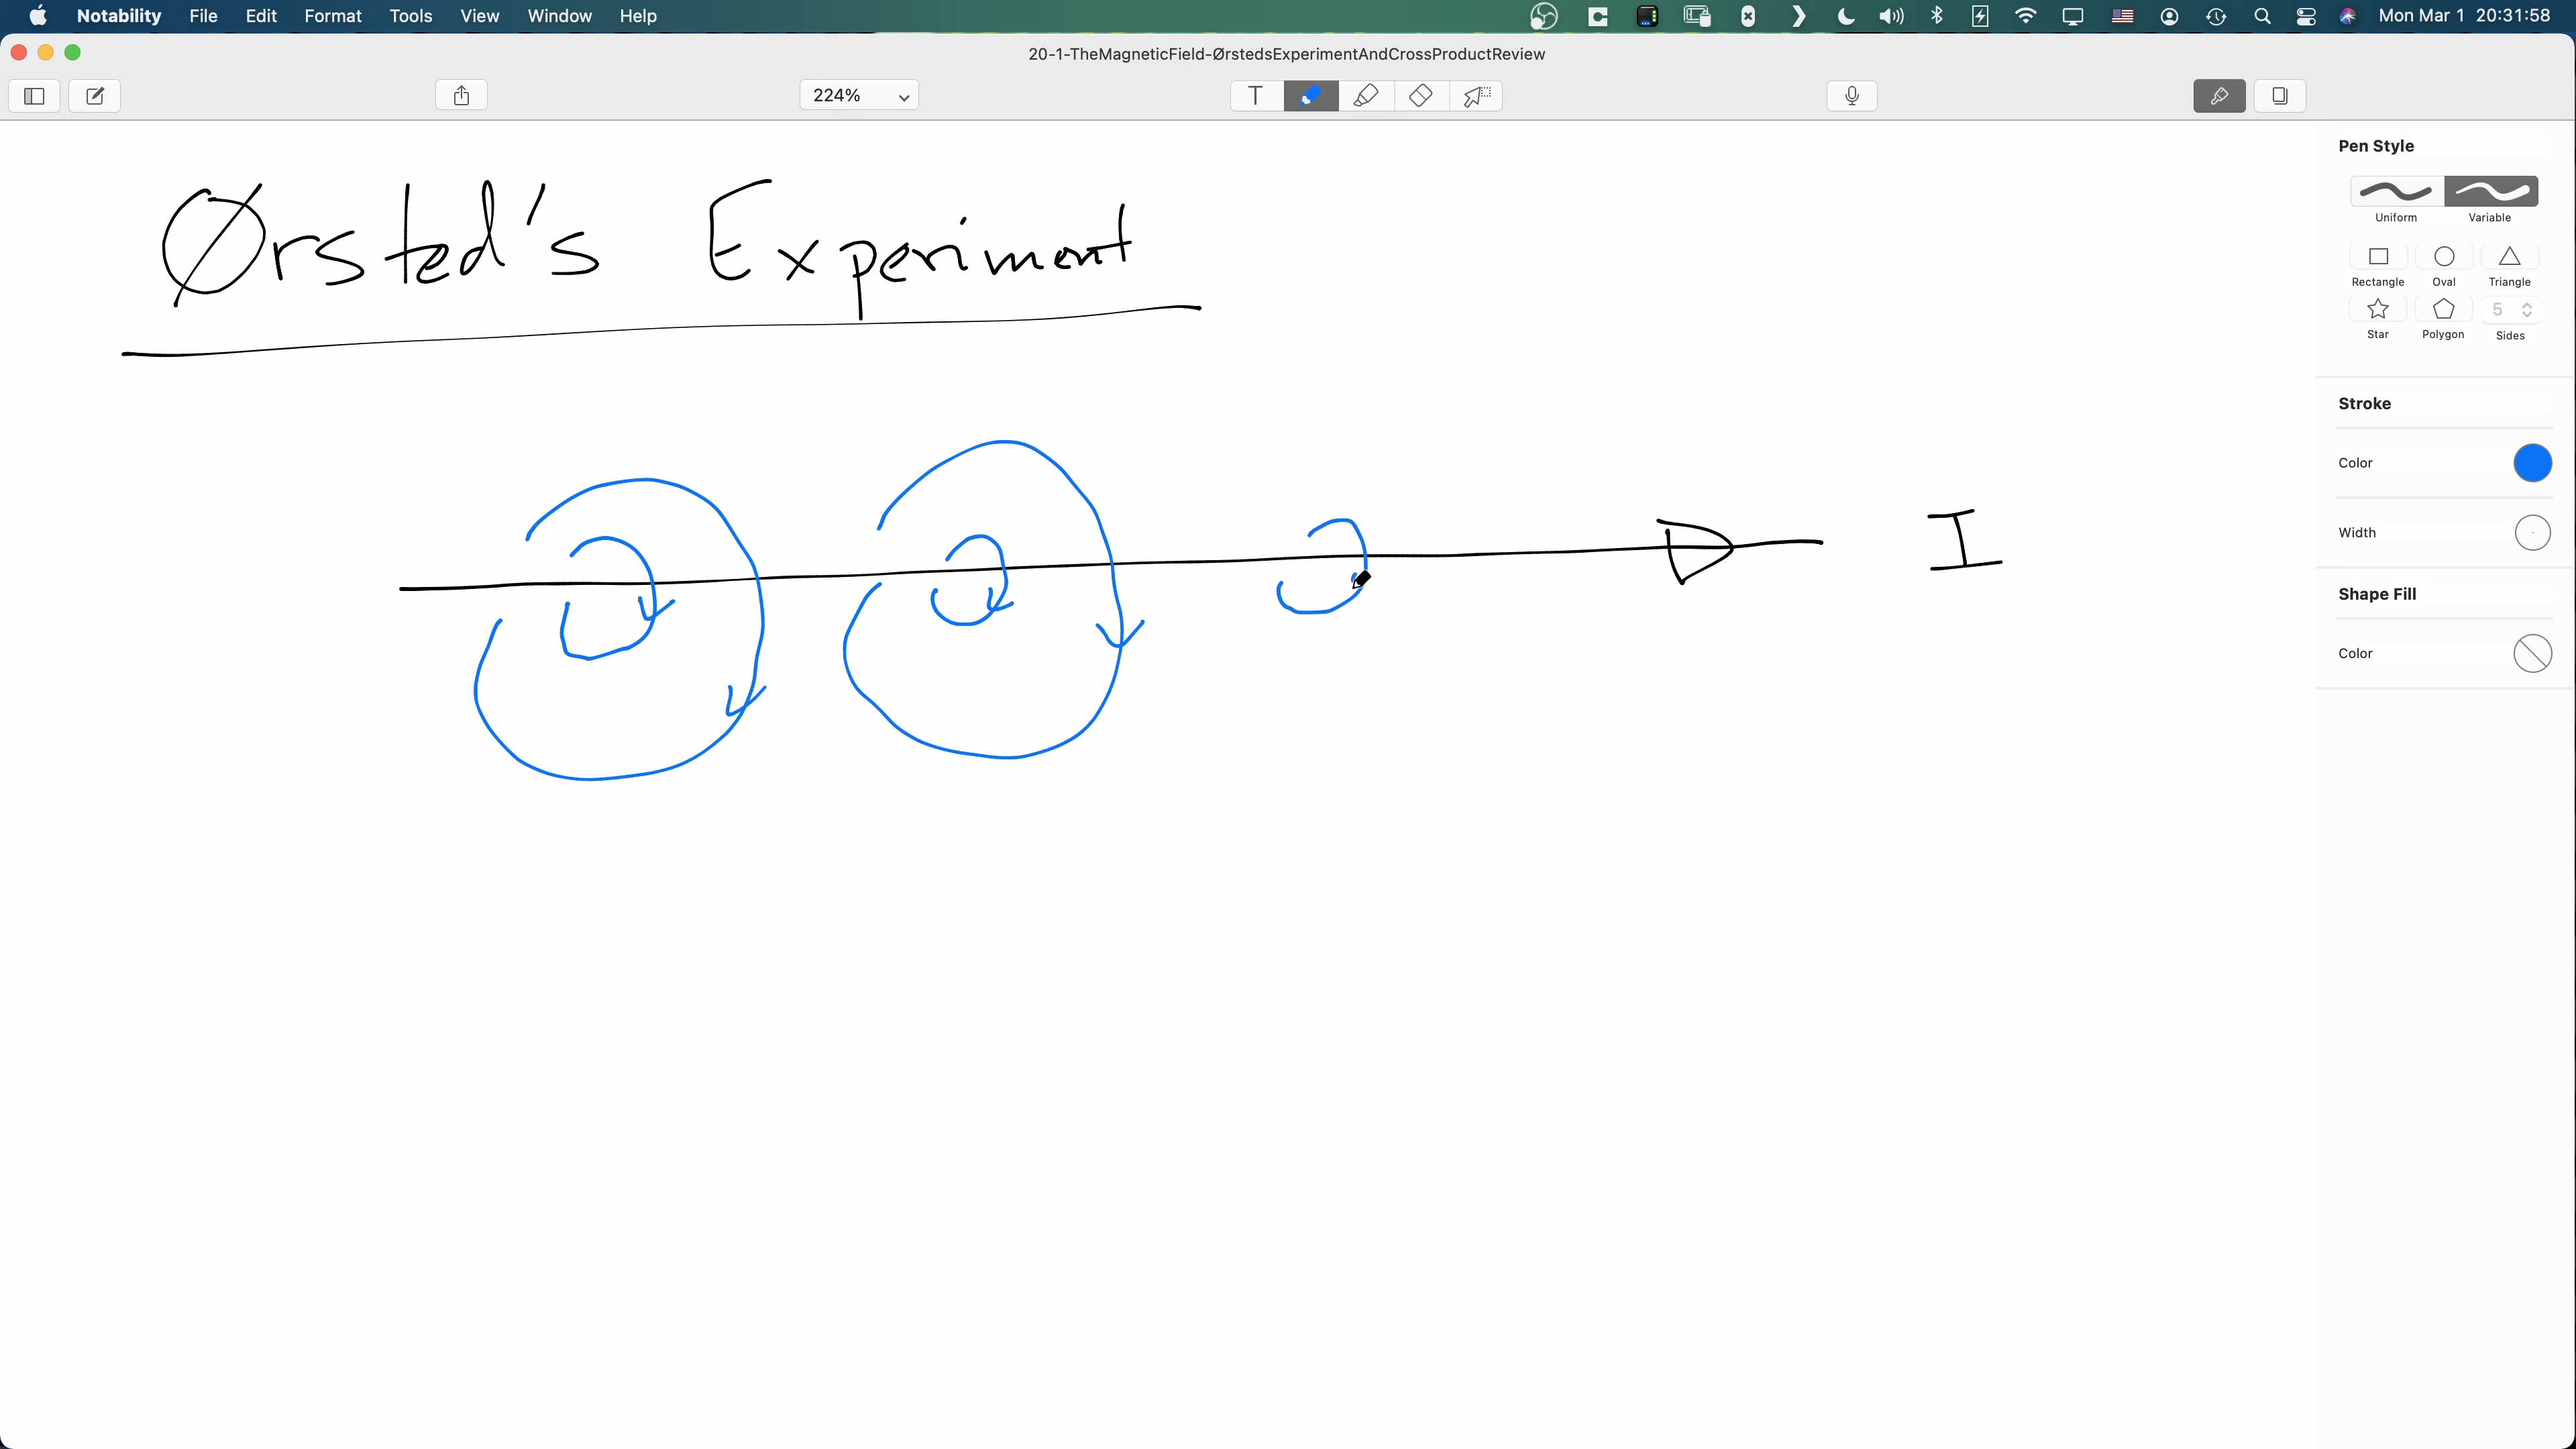 Notability File Edit Format Tools View Window Help Mon Mar 1 20:31:58
20-1-TheMagneticField-ØrstedsExperimentAndCrossProductReview
224% T
Pen Style
Uniform Variable
Rectangle Oval Triangle
5
Star Polygon Sides
Stroke
Color
Width
Shape Fill
Color
Ørsted's Experiment
I